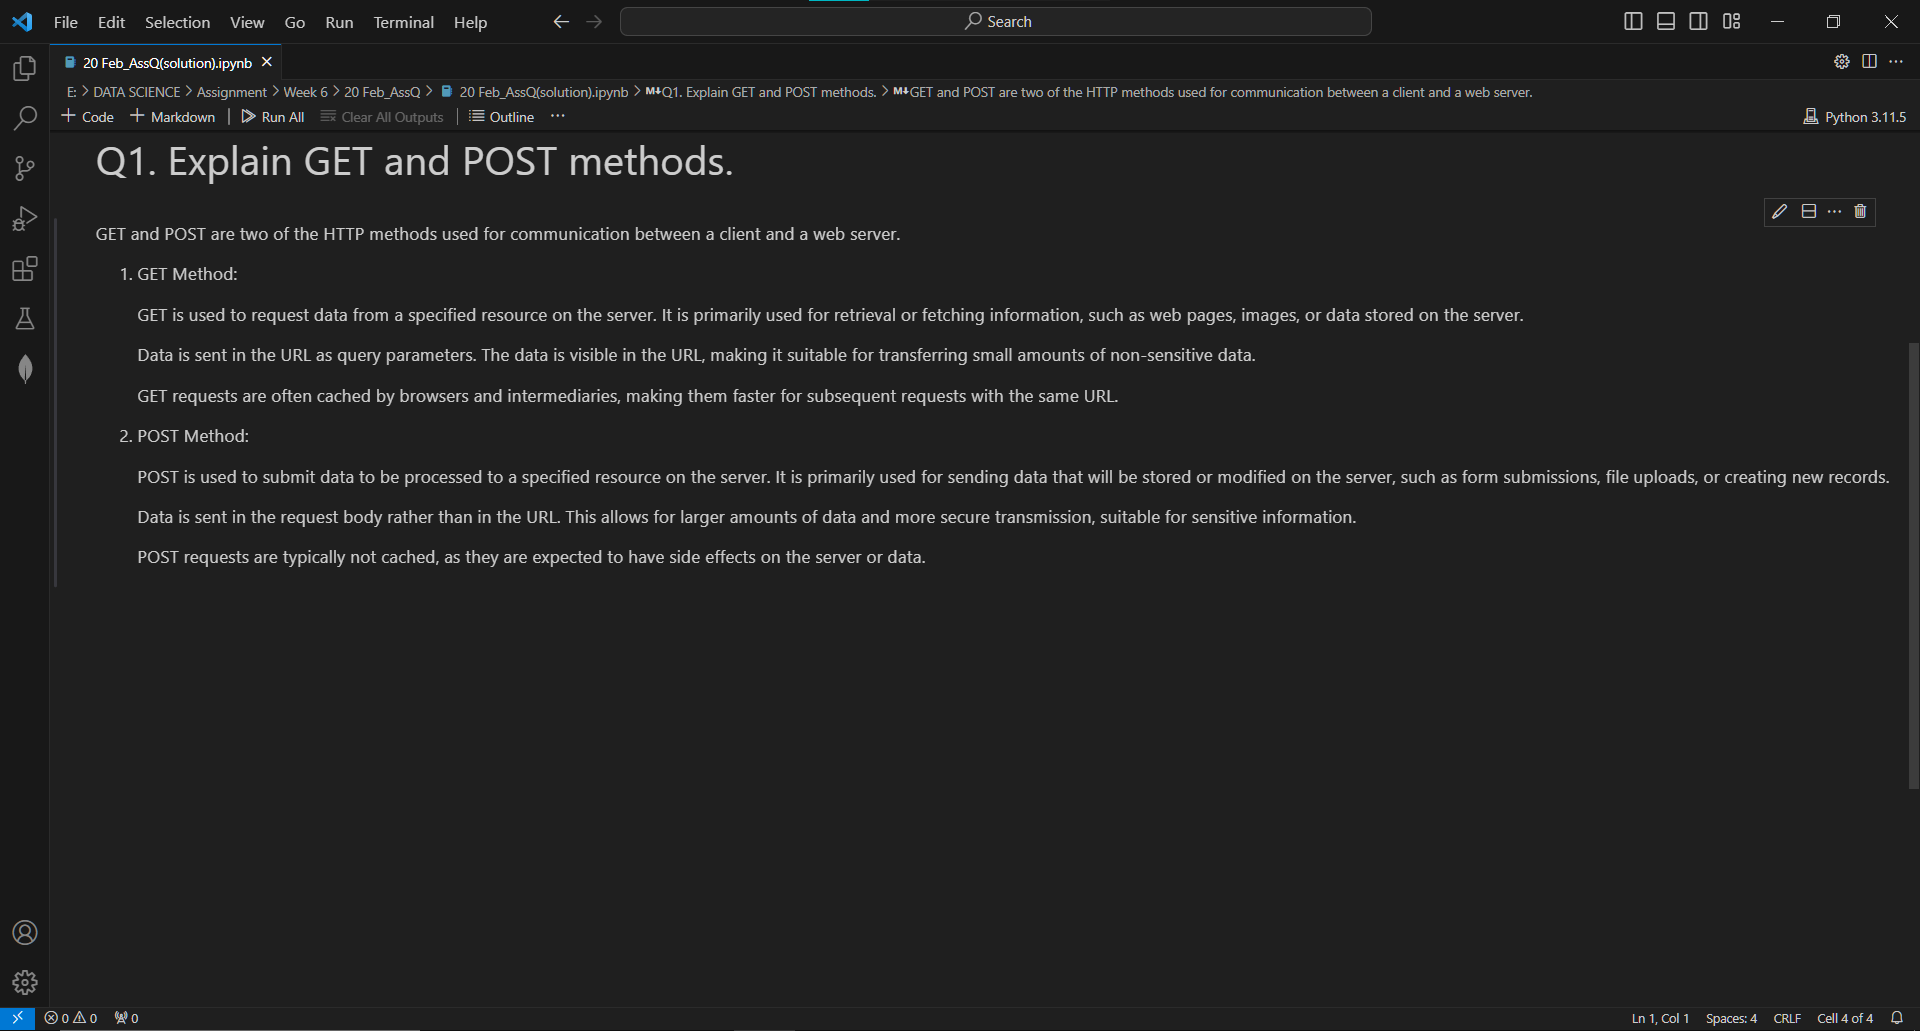 File Edit Selection View Go Run Terminal Help Search
20 Feb_AssQ(solution).ipynb
E: > DATA SCIENCE > Assignment > Week 6 > 20 Feb_AssQ > 20 Feb_AssQ(solution).ipynb > M↓Q1. Explain GET and POST methods. > M↓GET and POST are two of the HTTP methods used for communication between a client and a web server.
+ Code + Markdown | Run All Clear All Outputs | Outline ... Python 3.11.5
Q1. Explain GET and POST methods.
GET and POST are two of the HTTP methods used for communication between a client and a web server.
1. GET Method:
GET is used to request data from a specified resource on the server. It is primarily used for retrieval or fetching information, such as web pages, images, or data stored on the server.
Data is sent in the URL as query parameters. The data is visible in the URL, making it suitable for transferring small amounts of non-sensitive data.
GET requests are often cached by browsers and intermediaries, making them faster for subsequent requests with the same URL.
2. POST Method:
POST is used to submit data to be processed to a specified resource on the server. It is primarily used for sending data that will be stored or modified on the server, such as form submissions, file uploads, or creating new records.
Data is sent in the request body rather than in the URL. This allows for larger amounts of data and more secure transmission, suitable for sensitive information.
POST requests are typically not cached, as they are expected to have side effects on the server or data.
0 0 0 Ln 1, Col 1 Spaces: 4 CRLF Cell 4 of 4